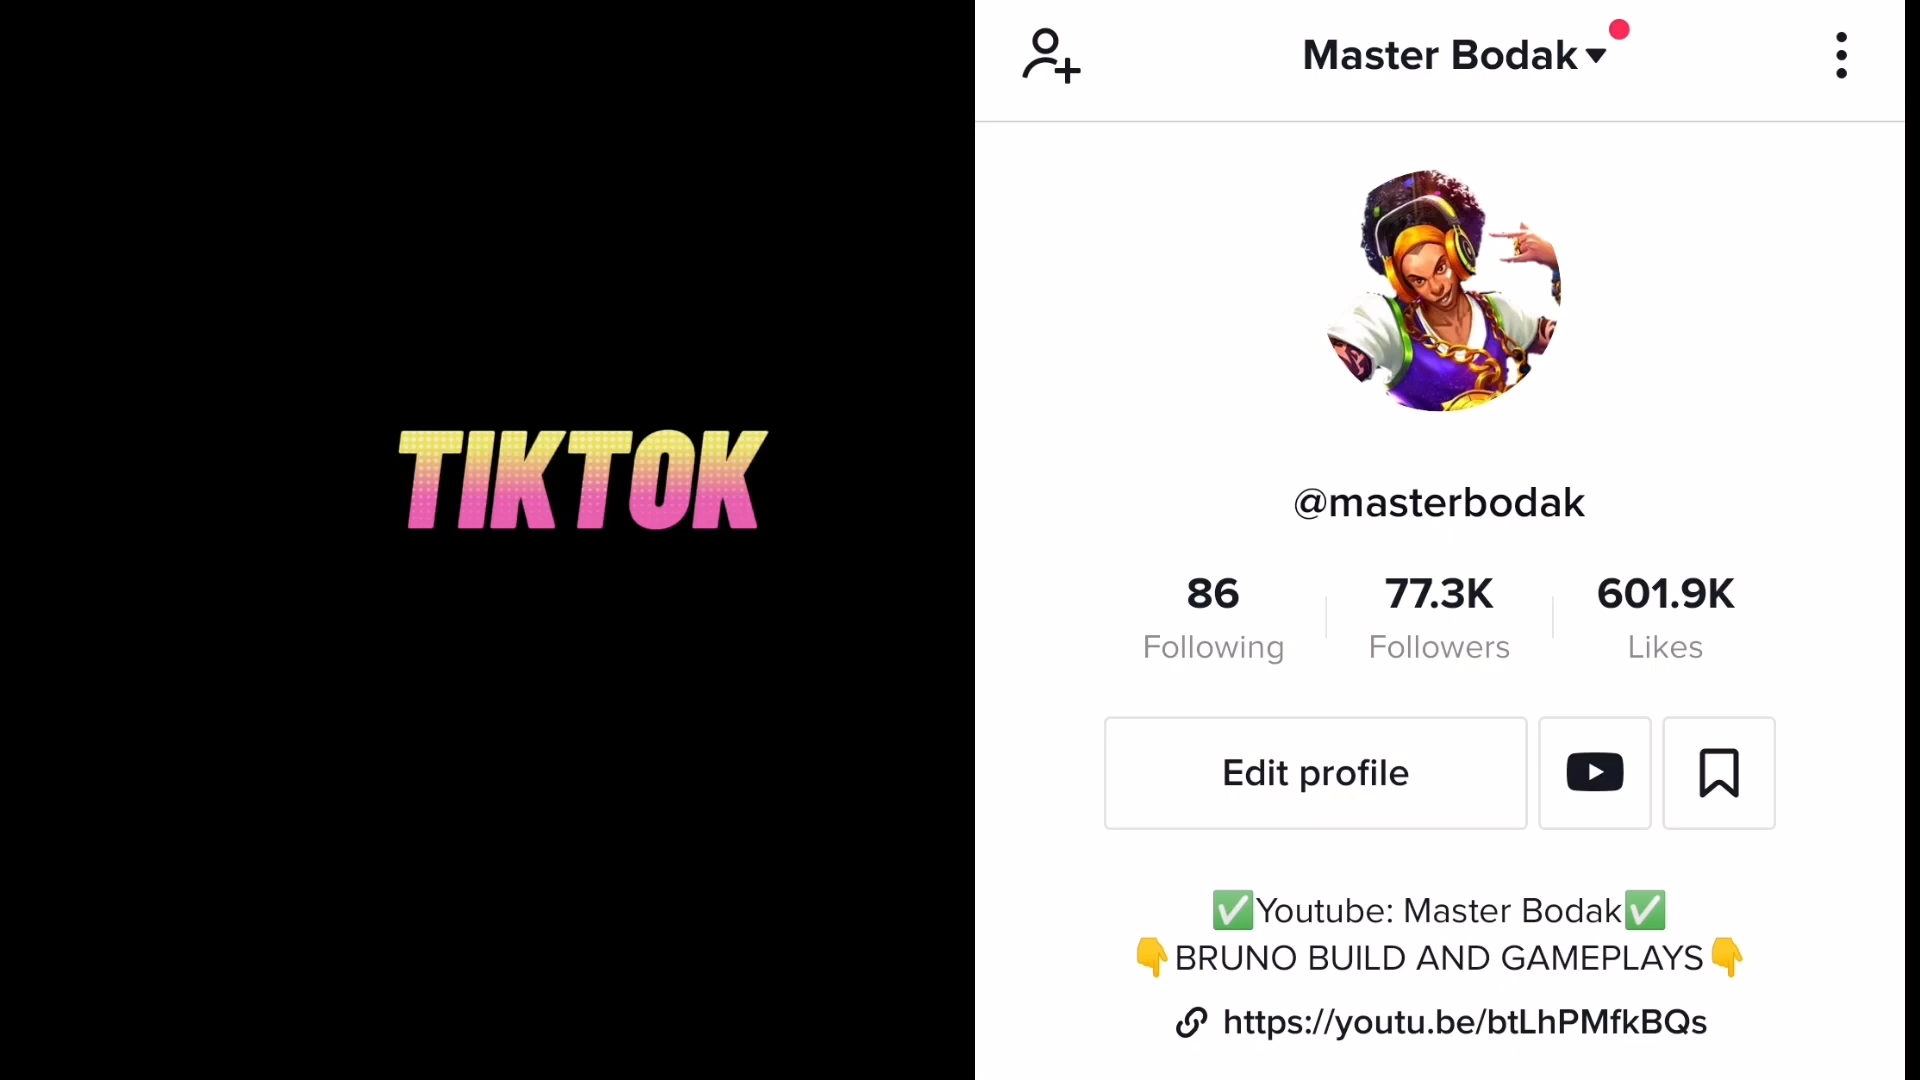 TIKTOK
Master Bodak
@masterbodak
86 77.3K 601.9K
Following Followers Likes
Edit profile
✅Youtube: Master Bodak✅
👇BRUNO BUILD AND GAMEPLAYS👇
https://youtu.be/btLhPMfkBQs